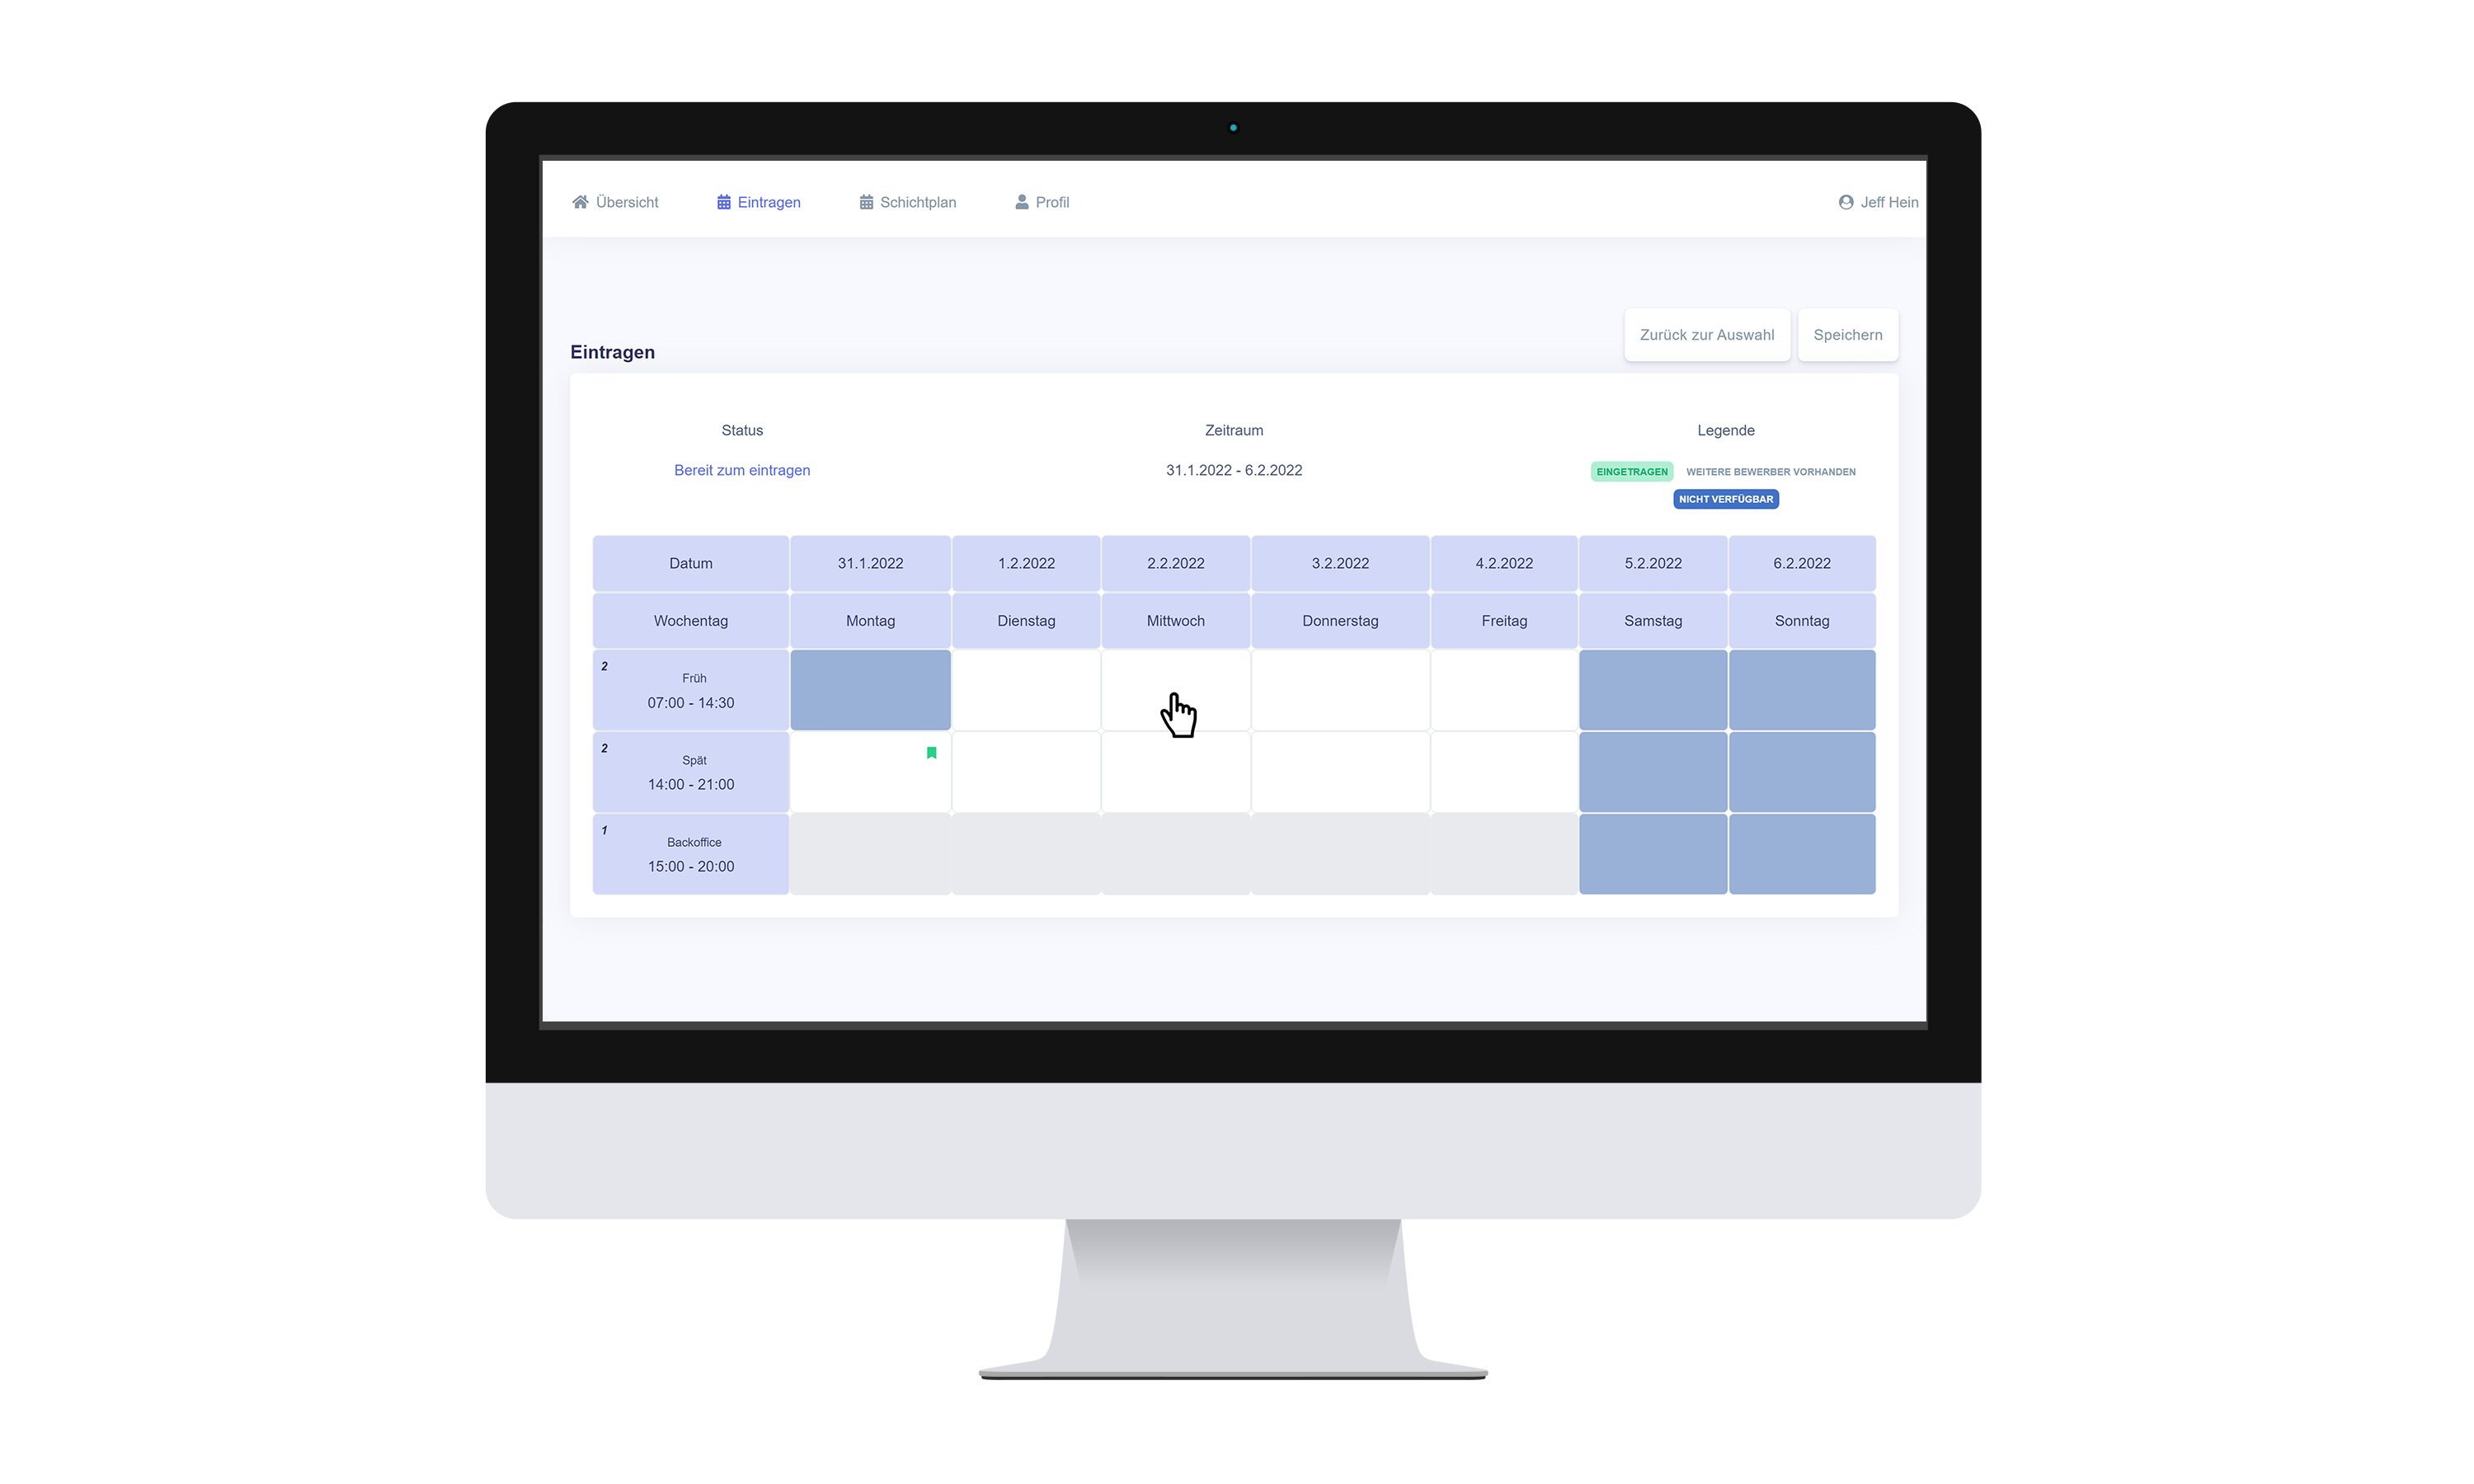 Übersicht Eintragen Schichtplan Profil Jeff Hein
Zurück zur Auswahl Speichern
Eintragen
Status Zeitraum Legende
Bereit zum eintragen 31.1.2022 - 6.2.2022 EINGETRAGEN WEITERE BEWERBER VORHANDEN
NICHT VERFÜGBAR
Datum 31.1.2022 1.2.2022 2.2.2022 3.2.2022 4.2.2022 5.2.2022 6.2.2022
Wochentag Montag Dienstag Mittwoch Donnerstag Freitag Samstag Sonntag
2
Früh
07:00 - 14:30
2
Spät
14:00 - 21:00
1
Backoffice
15:00 - 20:00